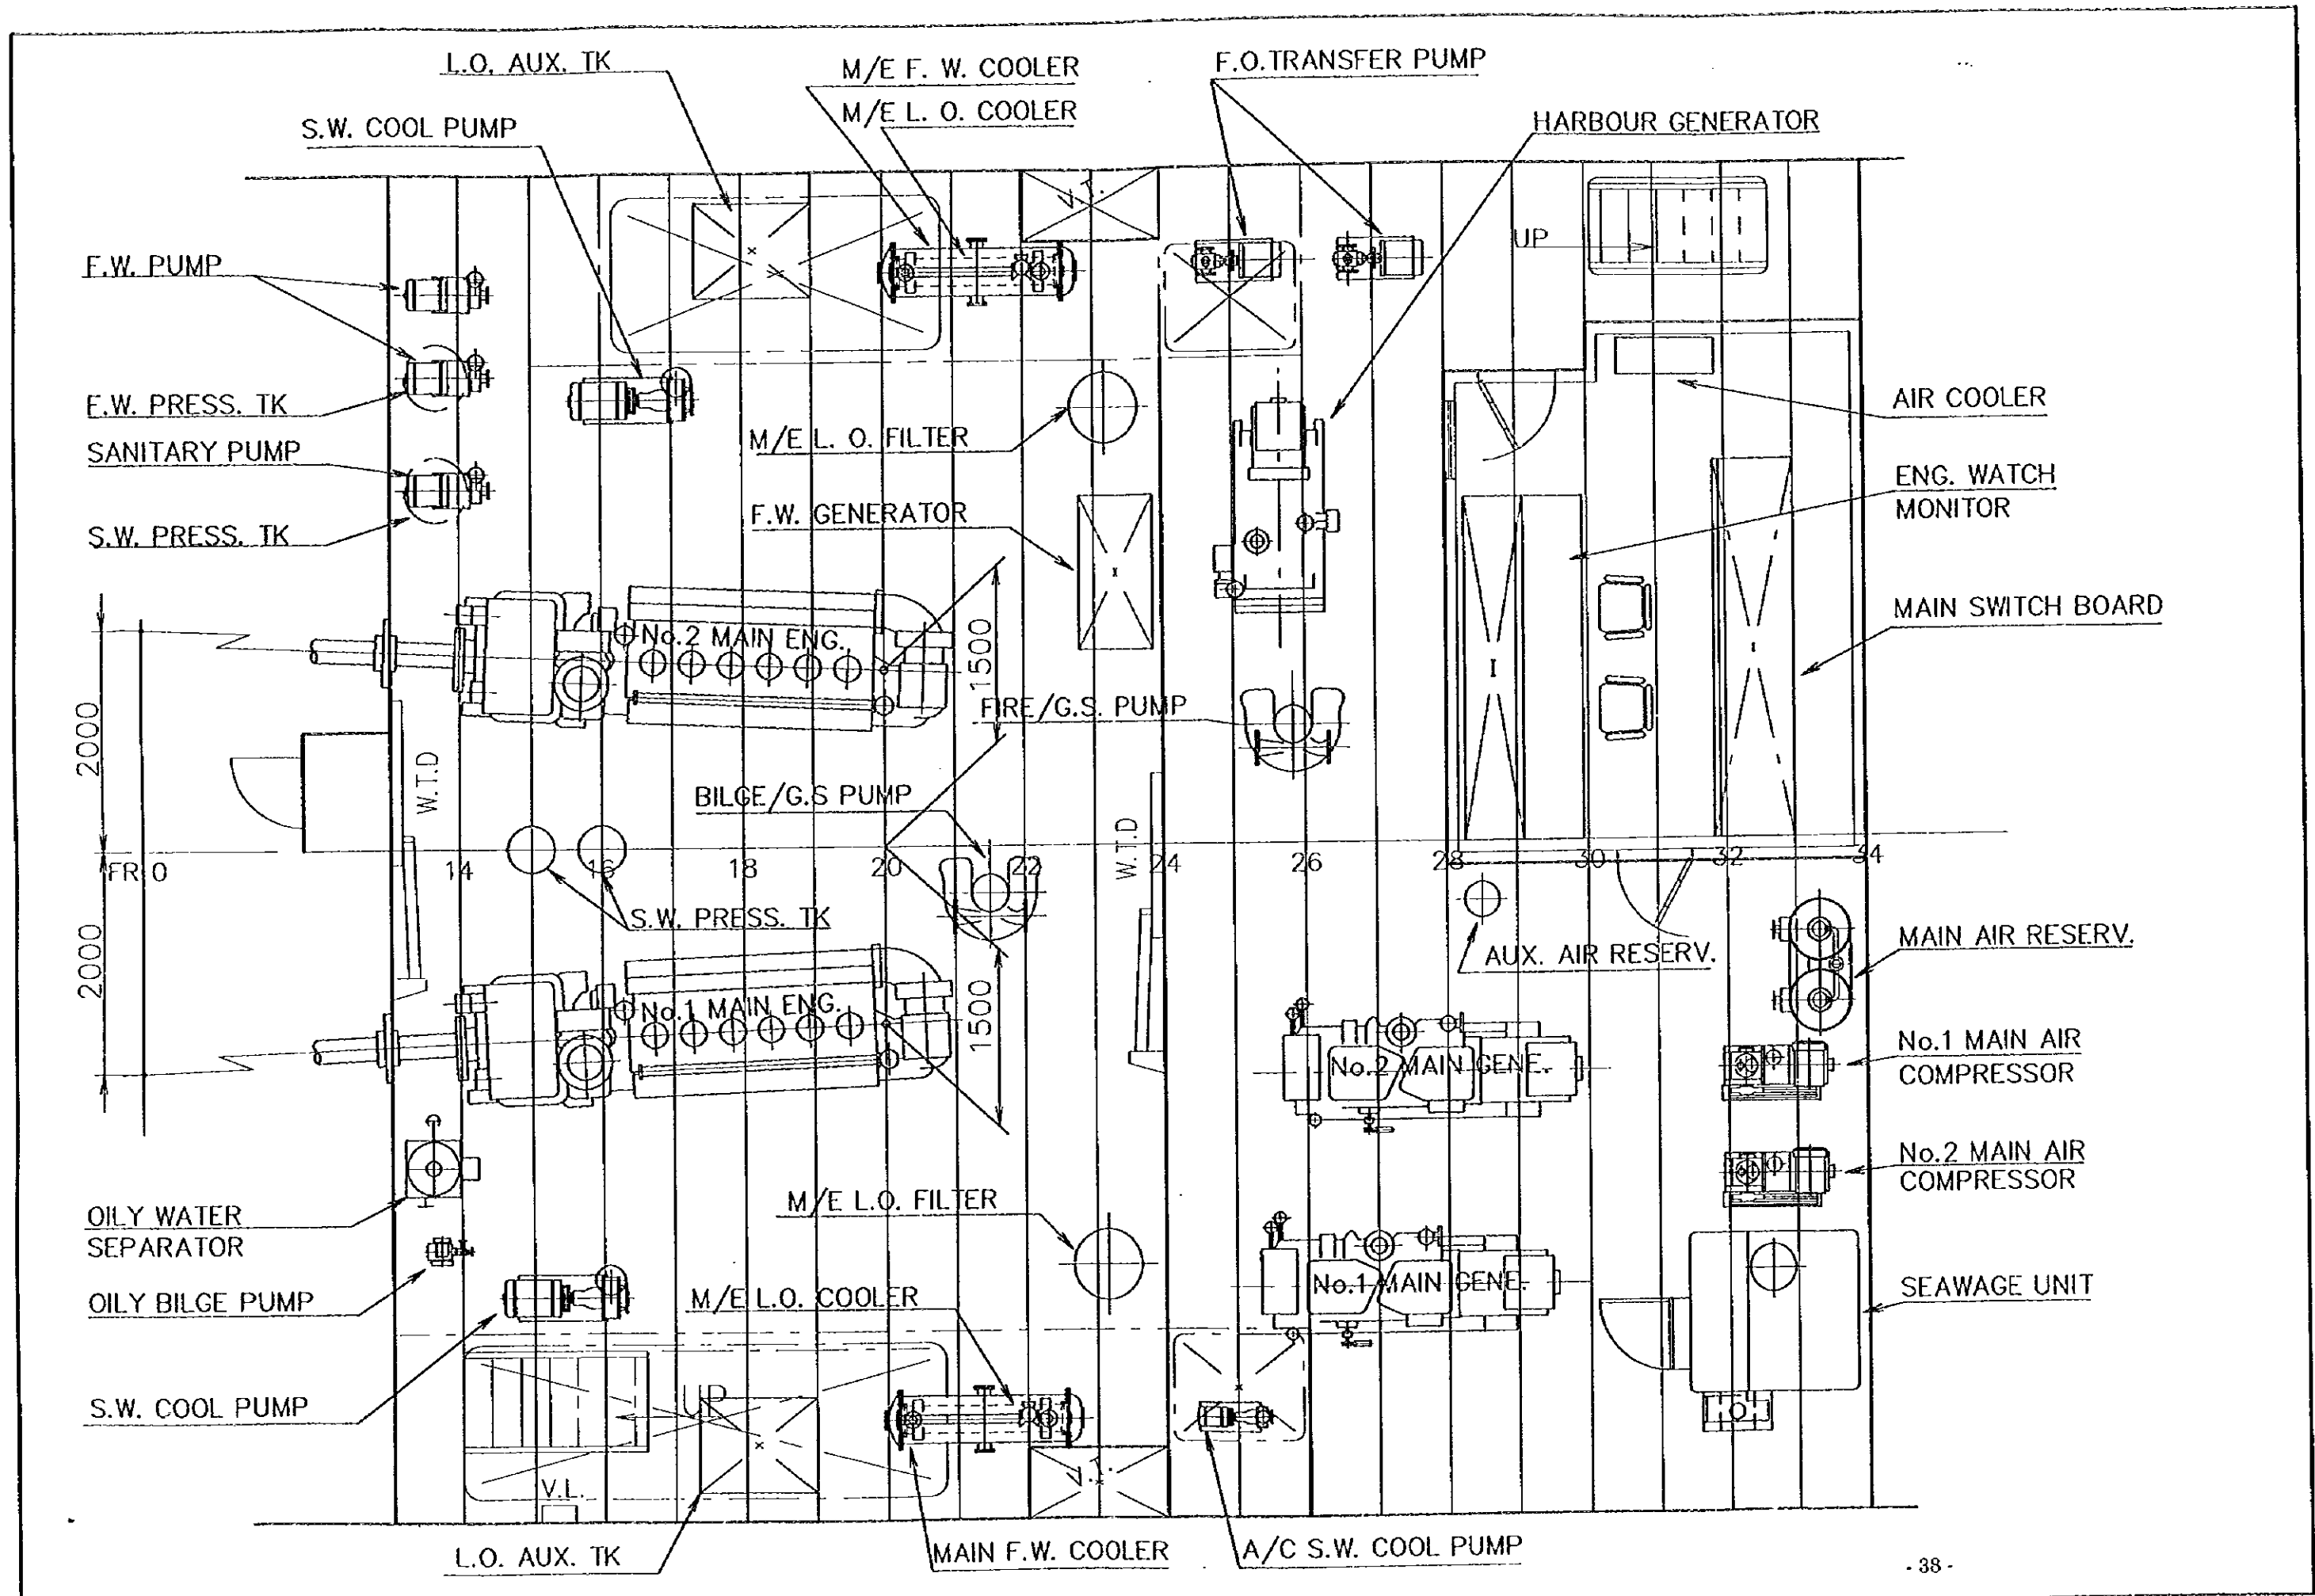 L.O. AUX. TK
M/E F. W. COOLER
F.O.TRANSFER PUMP
M/E L. O. COOLER
S.W. COOL PUMP
HARBOUR GENERATOR
V.T.
UP
F.W. PUMP
F.W. PRESS. TK
AIR COOLER
SANITARY PUMP
M/E L. O. FILTER
ENG. WATCH
MONITOR
F.W. GENERATOR
S.W. PRESS. TK
MAIN SWITCH BOARD
No.2 MAIN ENG.
1500
2000
FIRE/G.S. PUMP
W.T.D
BILGE/G.S PUMP
W.T.D
FR 0
14
16
18
20
22
24
26
28
30
32
34
S.W. PRESS. TK
AUX. AIR RESERV.
MAIN AIR RESERV.
2000
No.1 MAIN ENG.
1500
No.1 MAIN AIR
COMPRESSOR
No.2 MAIN GENE.
No.2 MAIN AIR
COMPRESSOR
OILY WATER
SEPARATOR
M/E L.O. FILTER
No.1 MAIN GENE.
SEAWAGE UNIT
OILY BILGE PUMP
M/E L.O. COOLER
S.W. COOL PUMP
UP
V.L.
V.T.
L.O. AUX. TK
MAIN F.W. COOLER
A/C S.W. COOL PUMP
- 38 -